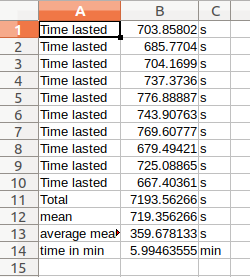 A B C
1 Time lasted 703.85802 s
2 Time lasted 685.7704 s
3 Time lasted 704.1699 s
4 Time lasted 737.3736 s
5 Time lasted 776.88887 s
6 Time lasted 743.90763 s
7 Time lasted 769.60777 s
8 Time lasted 679.49421 s
9 Time lasted 725.08865 s
10 Time lasted 667.40361 s
11 Total 7193.56266 s
12 mean 719.356266 s
13 average mea 359.678133 s
14 time in min 5.99463555 min
15